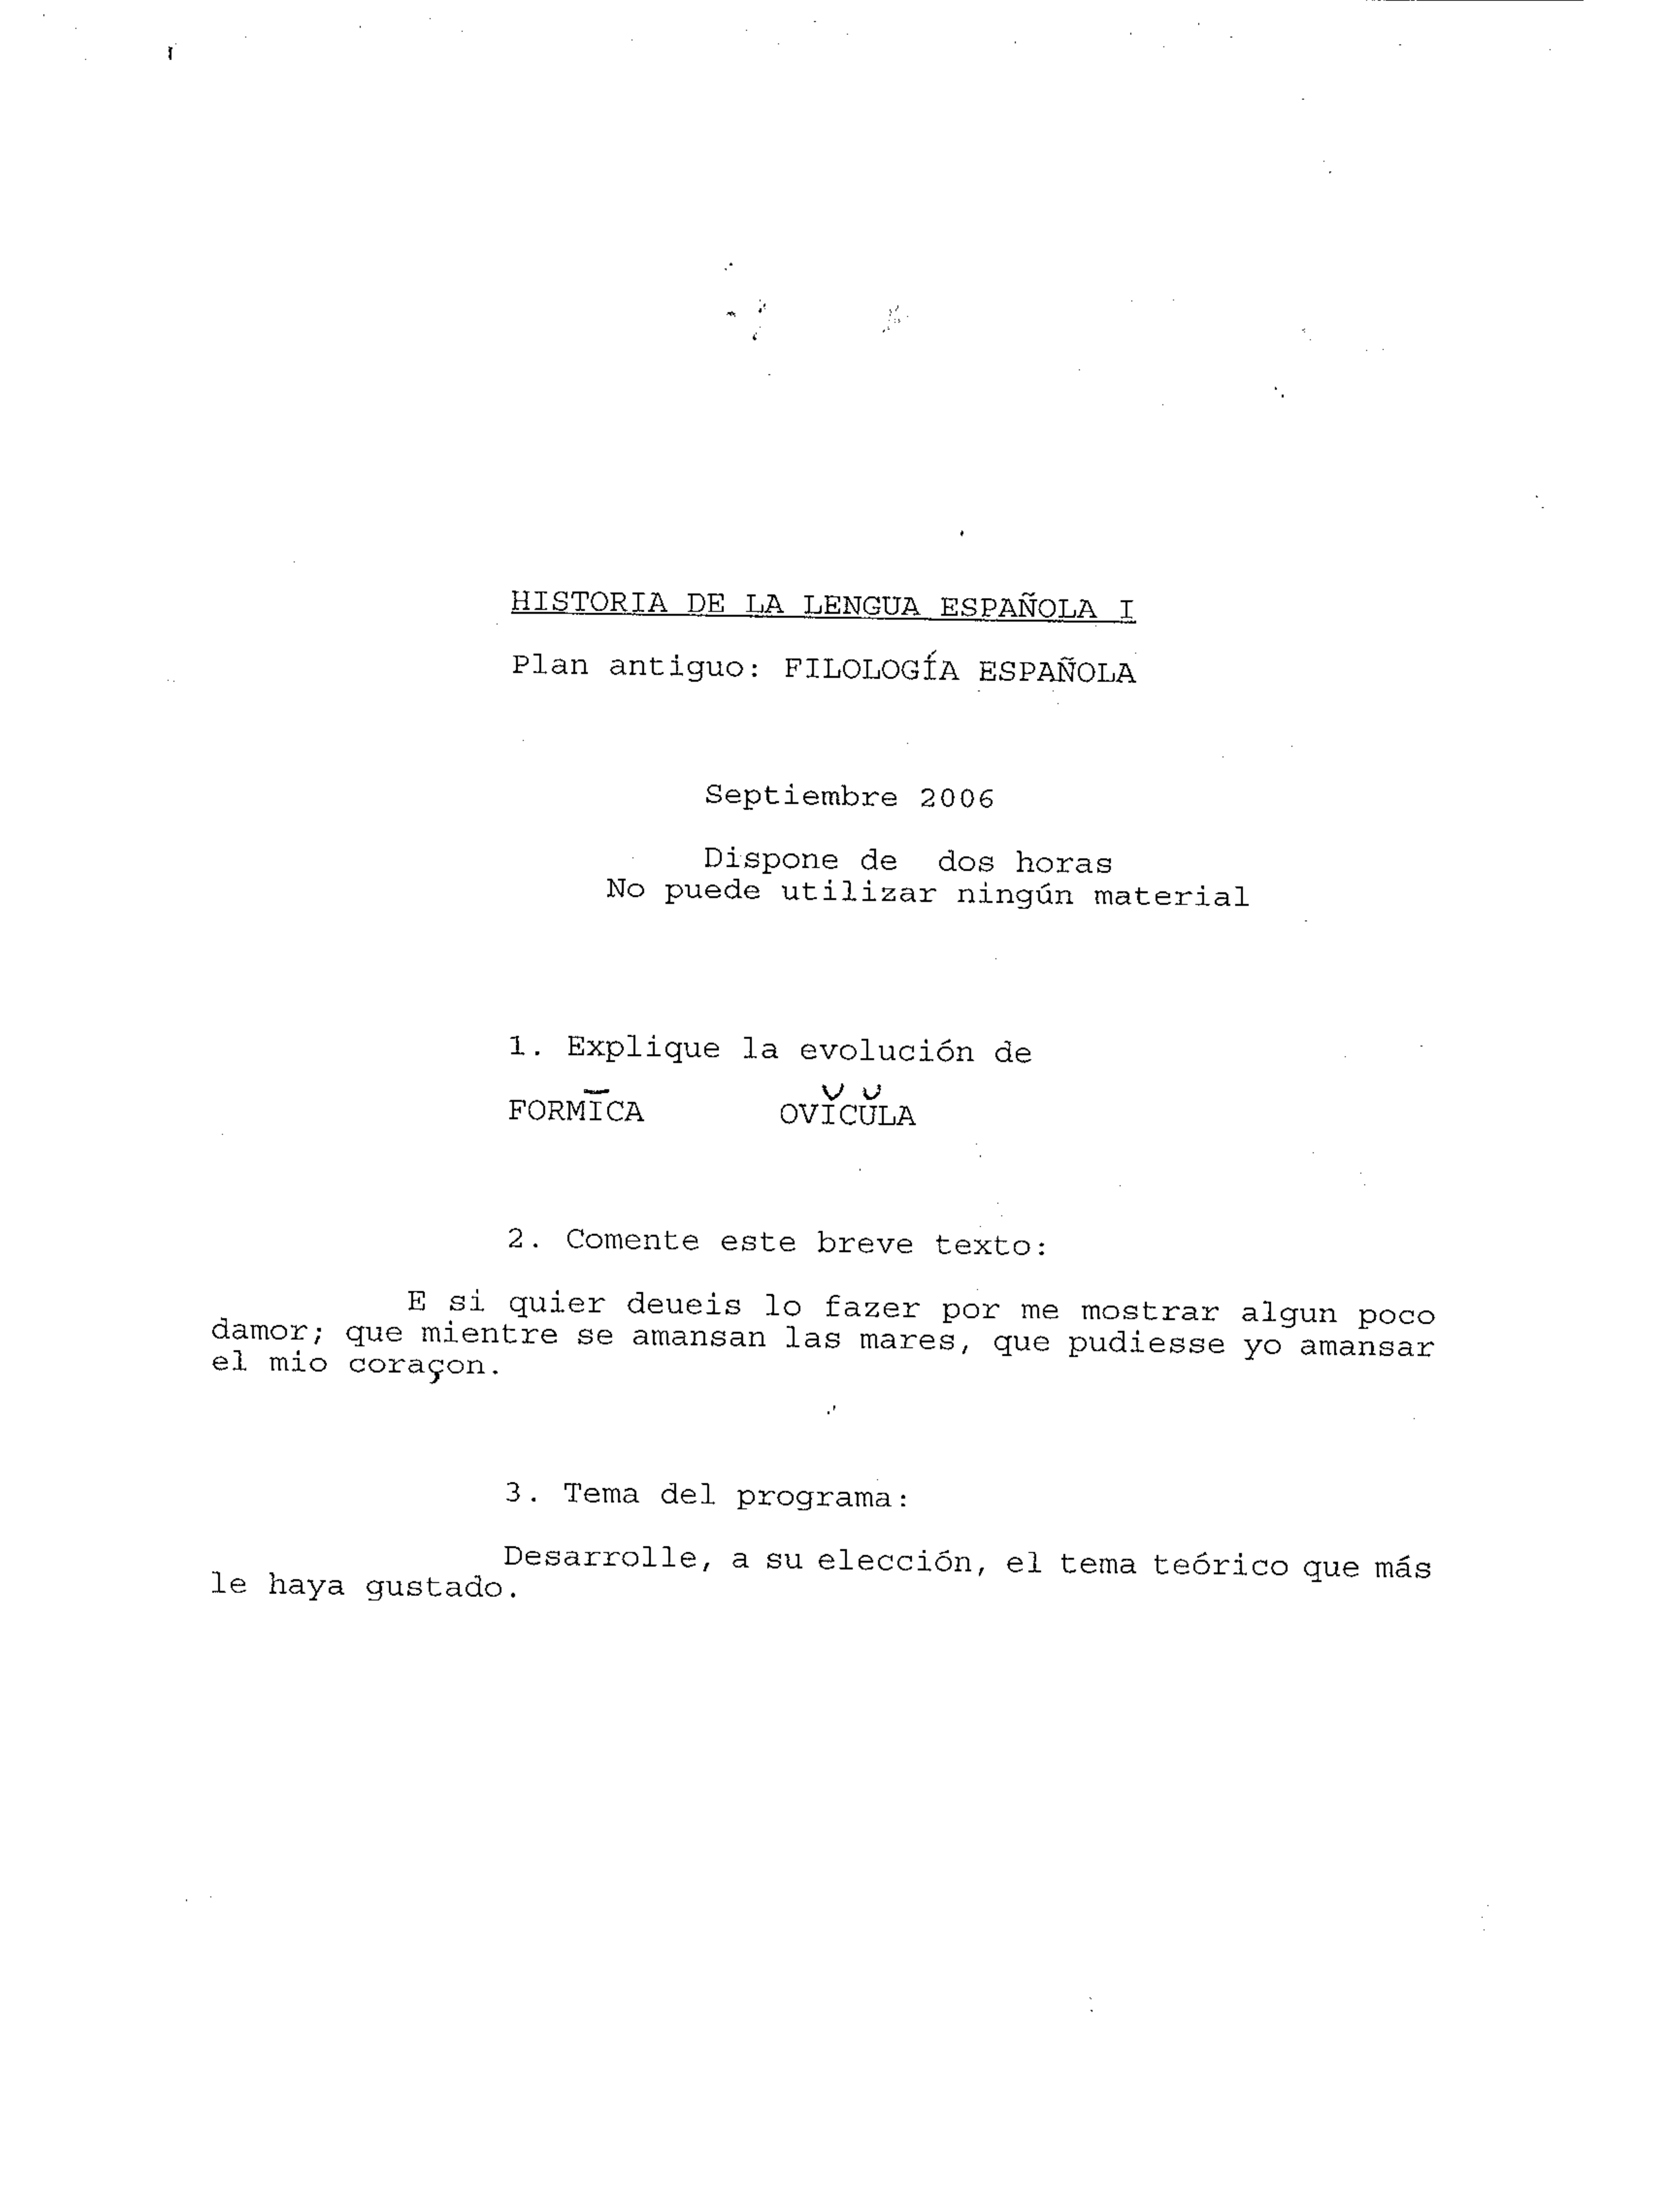 HISTORIA DE LA LENGUA ESPAÑOLA I
Plan antiguo: FILOLOGÍA ESPAÑOLA
Septiembre 2006
Dispone de dos horas
No puede utilizar ningún material
1. Explique la evolución de
FORMĪCA OVĬCŬLA
2. Comente este breve texto:
E si quier deueis lo fazer por me mostrar algun poco
damor; que mientre se amansan las mares, que pudiesse yo amansar
el mio coraçon.
3. Tema del programa:
Desarrolle, a su elección, el tema teórico que más
le haya gustado.